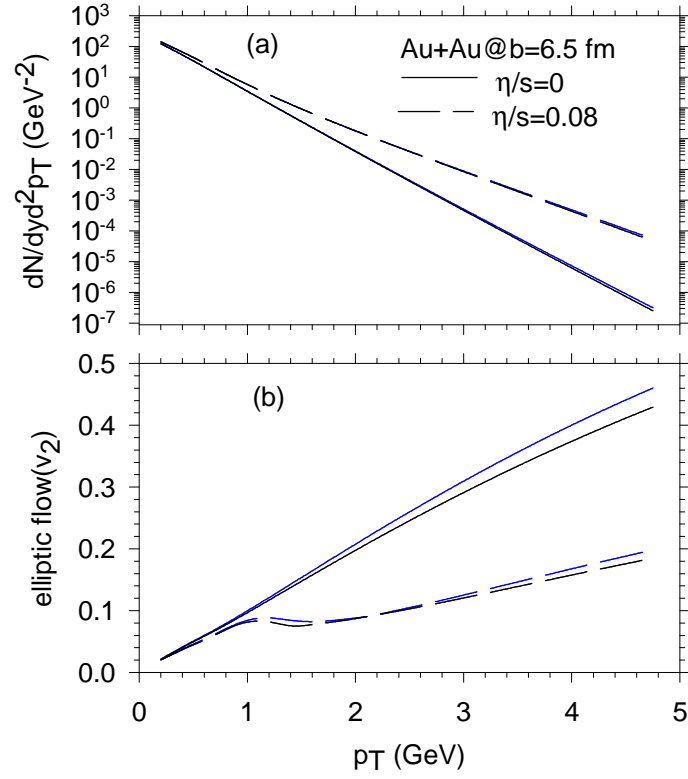 (a)
Au+Au@b=6.5 fm
η/s=0
η/s=0.08
10³
10²
10¹
10⁰
10⁻¹
10⁻²
10⁻³
10⁻⁴
10⁻⁵
10⁻⁶
10⁻⁷
dN/dyd²pT (GeV⁻²)
(b)
0.5
0.4
0.3
0.2
0.1
0.0
elliptic flow(v₂)
0 1 2 3 4 5
pT (GeV)